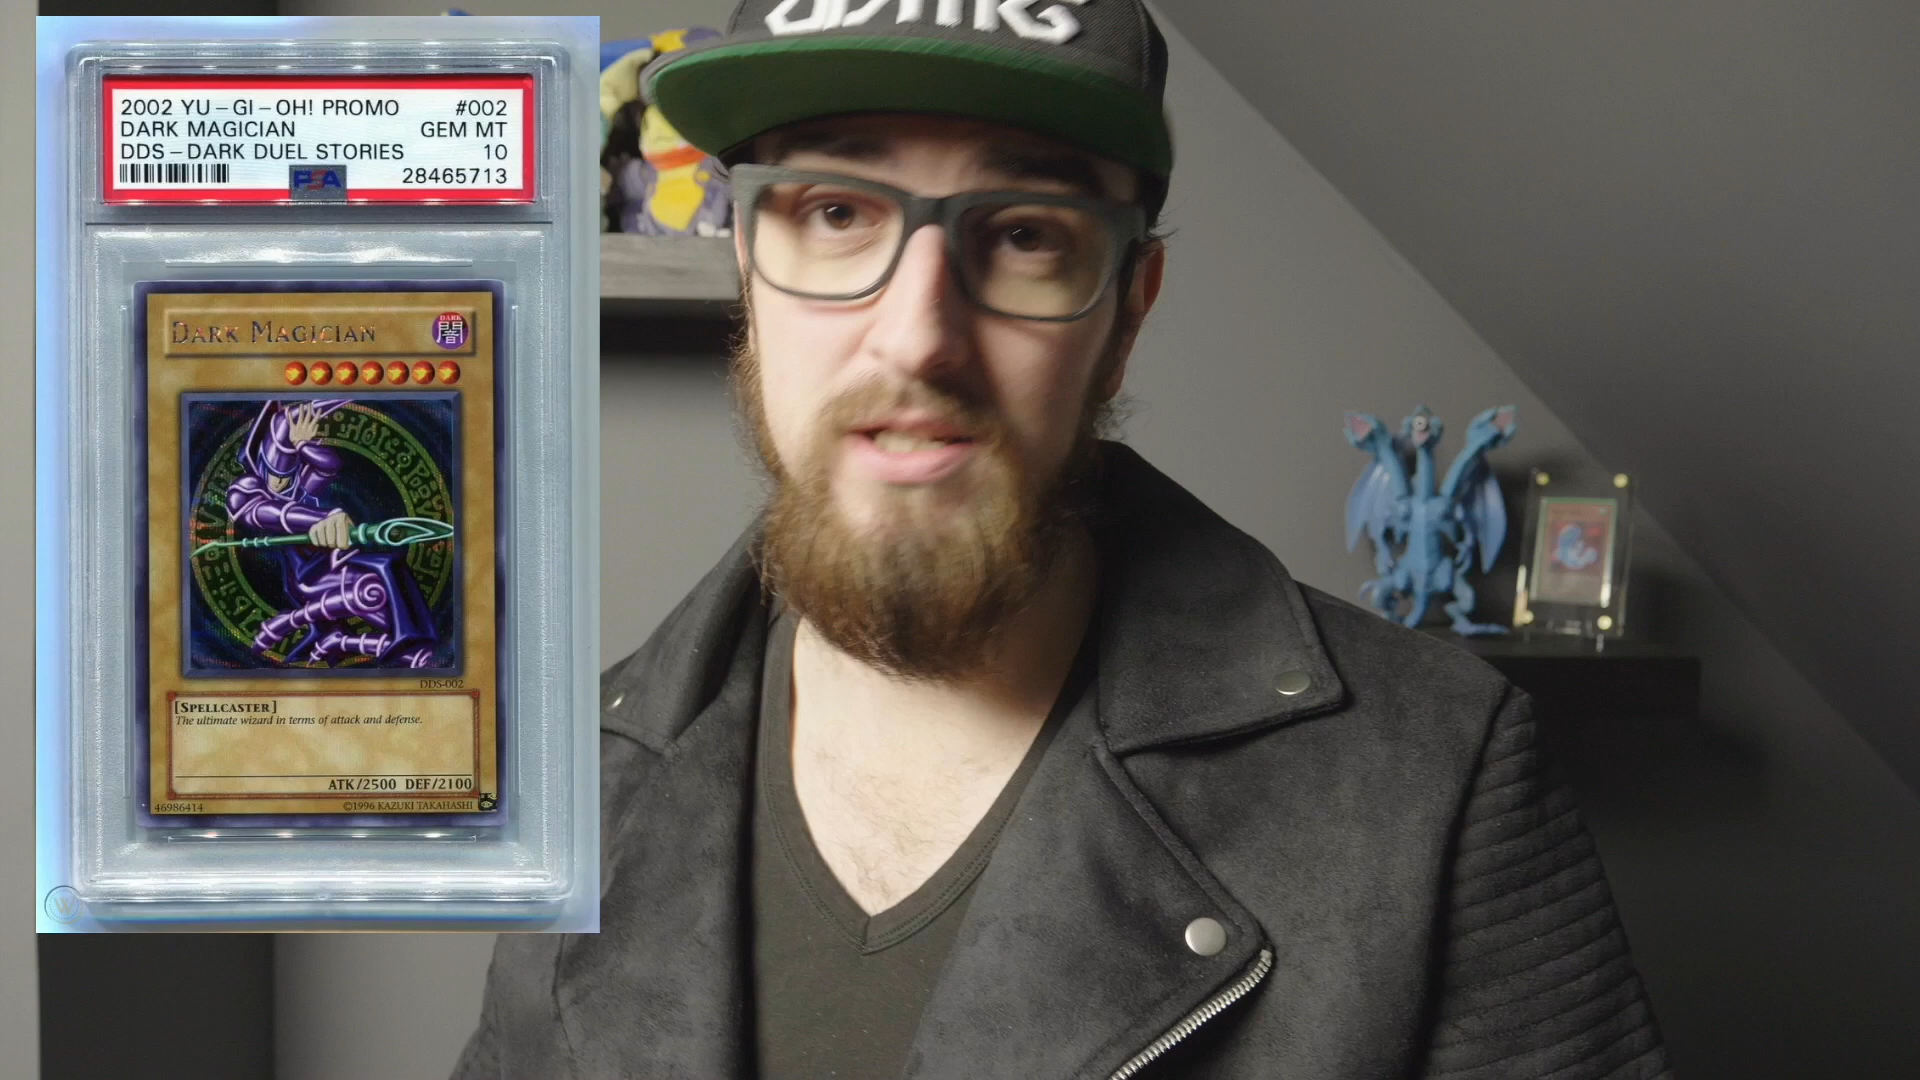 2002 YU-GI-OH! PROMO #002
DARK MAGICIAN GEM MT
DDS-DARK DUEL STORIES 10
PSA 28465713
DARK MAGICIAN
DARK
闇
DDS-002
[SPELLCASTER]
The ultimate wizard in terms of attack and defense.
ATK/2500 DEF/2100
46986414 ©1996 KAZUKI TAKAHASHI
W